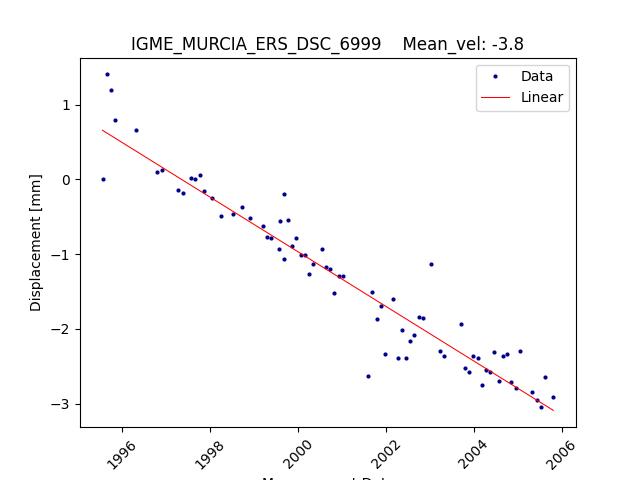 IGME_MURCIA_ERS_DSC_6999    Mean_vel: -3.8
Data
Linear
1
0
−1
−2
−3
Displacement [mm]
1996
1998
2000
2002
2004
2006